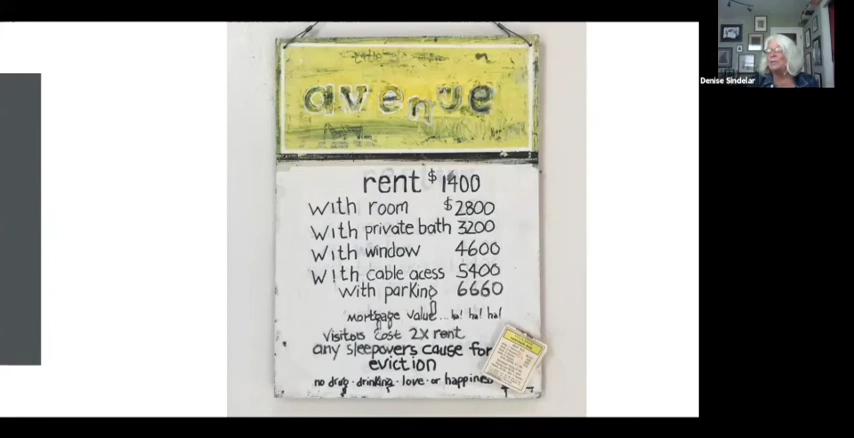 Denise Sindelar
avenue
rent $1400
with room $2800
with private bath 3200
with window 4600
with cable acess 5400
with parking 6660
mortgage value... ha! ha! ha!
visitors cost 2x rent
any sleepovers cause for
eviction
no drug · drinking · love · or happines